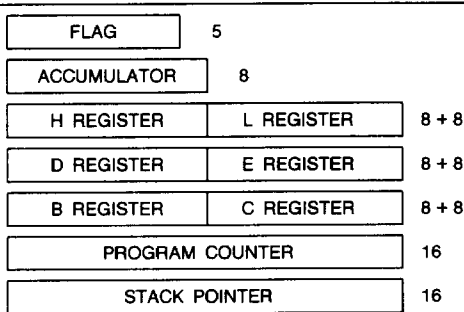 FLAG 5
ACCUMULATOR 8
H REGISTER L REGISTER 8 + 8
D REGISTER E REGISTER 8 + 8
B REGISTER C REGISTER 8 + 8
PROGRAM COUNTER 16
STACK POINTER 16